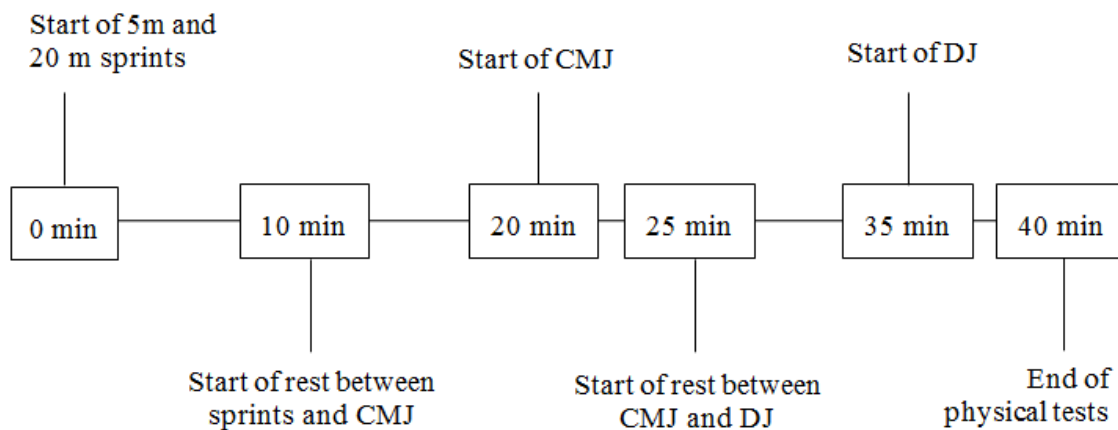 Start of 5m and
20 m sprints
Start of CMJ
Start of DJ
0 min
10 min
20 min
25 min
35 min
40 min
Start of rest between
sprints and CMJ
Start of rest between
CMJ and DJ
End of
physical tests